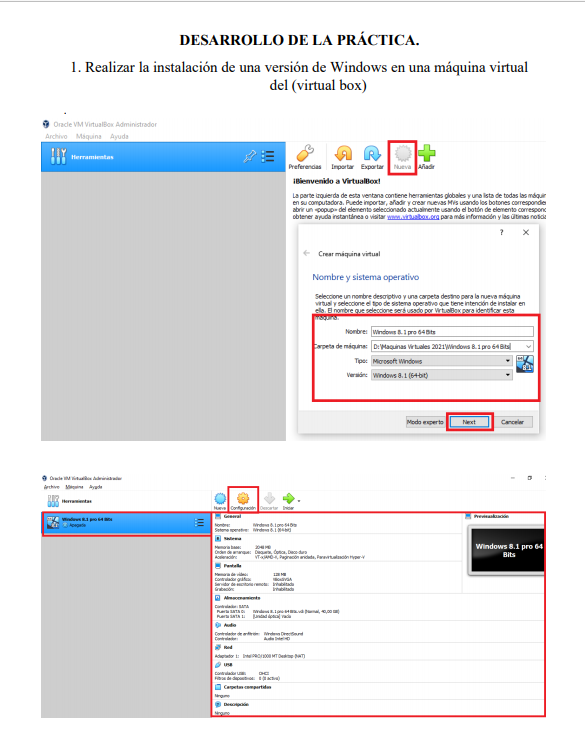 DESARROLLO DE LA PRÁCTICA.
1. Realizar la instalación de una versión de Windows en una máquina virtual
del (virtual box)
.
Oracle VM VirtualBox Administrador
Archivo Máquina Ayuda
Herramientas
Preferencias Importar Exportar Nueva Añadir
¡Bienvenido a VirtualBox!
La parte izquierda de esta ventana contiene herramientas globales y una lista de todas las máquir
en su computadora. Puede importar, añadir y crear nuevas MVs usando los botones correspondie
abrir un «popup» del elemento seleccionado actualmente usando el botón de elemento correspond
obtener ayuda instantánea o visitar www.virtualbox.org para más información y las últimas noticia
? ×
Crear máquina virtual
Nombre y sistema operativo
Seleccione un nombre descriptivo y una carpeta destino para la nueva máquina
virtual y seleccione el tipo de sistema operativo que tiene intención de instalar en
ella. El nombre que seleccione será usado por VirtualBox para identificar esta
máquina.
Nombre: Windows 8.1 pro 64 Bits
Carpeta de máquina: D:\Maquinas Virtuales 2021\Windows 8.1 pro 64 Bits
Tipo: Microsoft Windows
Versión: Windows 8.1 (64-bit)
Modo experto Next Cancelar
Oracle VM VirtualBox Administrador
Archivo Máquina Ayuda
Herramientas
Nueva Configuración Descartar Iniciar
Windows 8.1 pro 64 Bits
Apagada
General
Nombre: Windows 8.1 pro 64 Bits
Sistema operativo: Windows 8.1 (64-bit)
Sistema
Memoria base: 2048 MB
Orden de arranque: Disquete, Óptica, Disco duro
Aceleración: VT-x/AMD-V, Paginación anidada, Paravirtualización Hyper-V
Pantalla
Memoria de vídeo: 128 MB
Controlador gráfico: VBoxSVGA
Servidor de escritorio remoto: Inhabilitado
Grabación: Inhabilitado
Almacenamiento
Controlador: SATA
Puerto SATA 0: Windows 8.1 pro 64 Bits.vdi (Normal, 40,00 GB)
Puerto SATA 1: [Unidad óptica] Vacío
Audio
Controlador de anfitrión: Windows DirectSound
Controlador: Audio Intel HD
Red
Adaptador 1: Intel PRO/1000 MT Desktop (NAT)
USB
Controlador USB: OHCI
Filtros de dispositivos: 0 (0 activo)
Carpetas compartidas
Ninguno
Descripción
Ninguno
Previsualización
Windows 8.1 pro 64
Bits